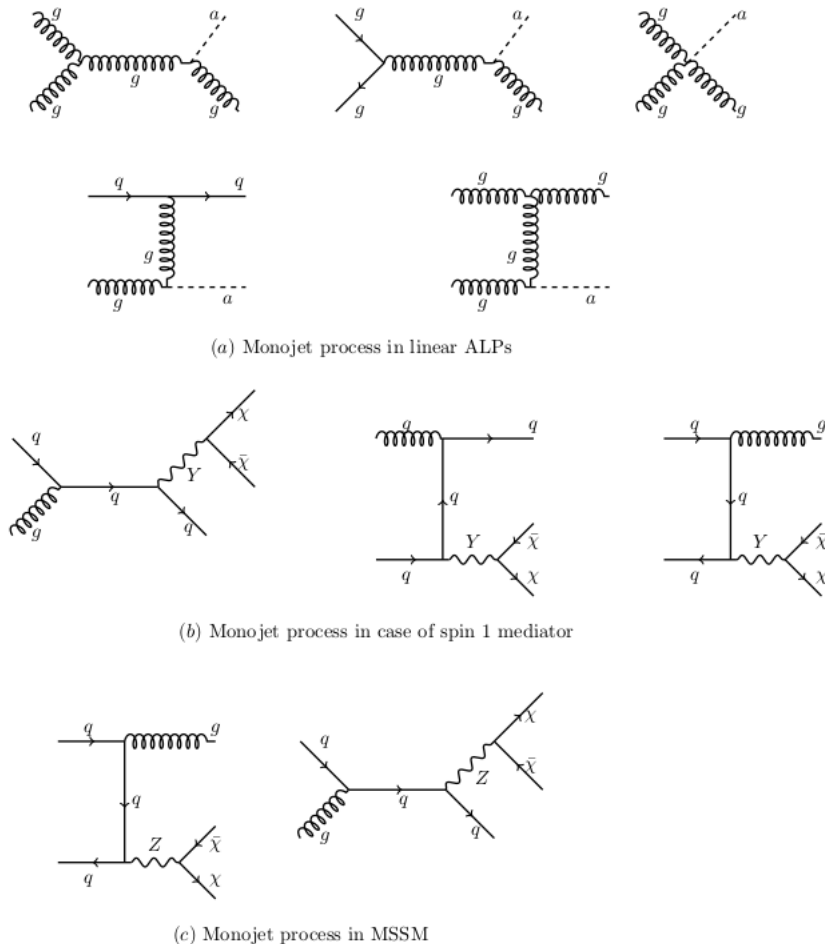 g a g a g a
g g
g g g g g g
q q g g
g g
g a g a
(a) Monojet process in linear ALPs
χ
q g q q g
Y χ̄
q q q
g q
Y χ̄ Y χ̄
q χ q χ
(b) Monojet process in case of spin 1 mediator
χ
q g q
Z χ̄
q q
g q
Z χ̄
q χ
(c) Monojet process in MSSM